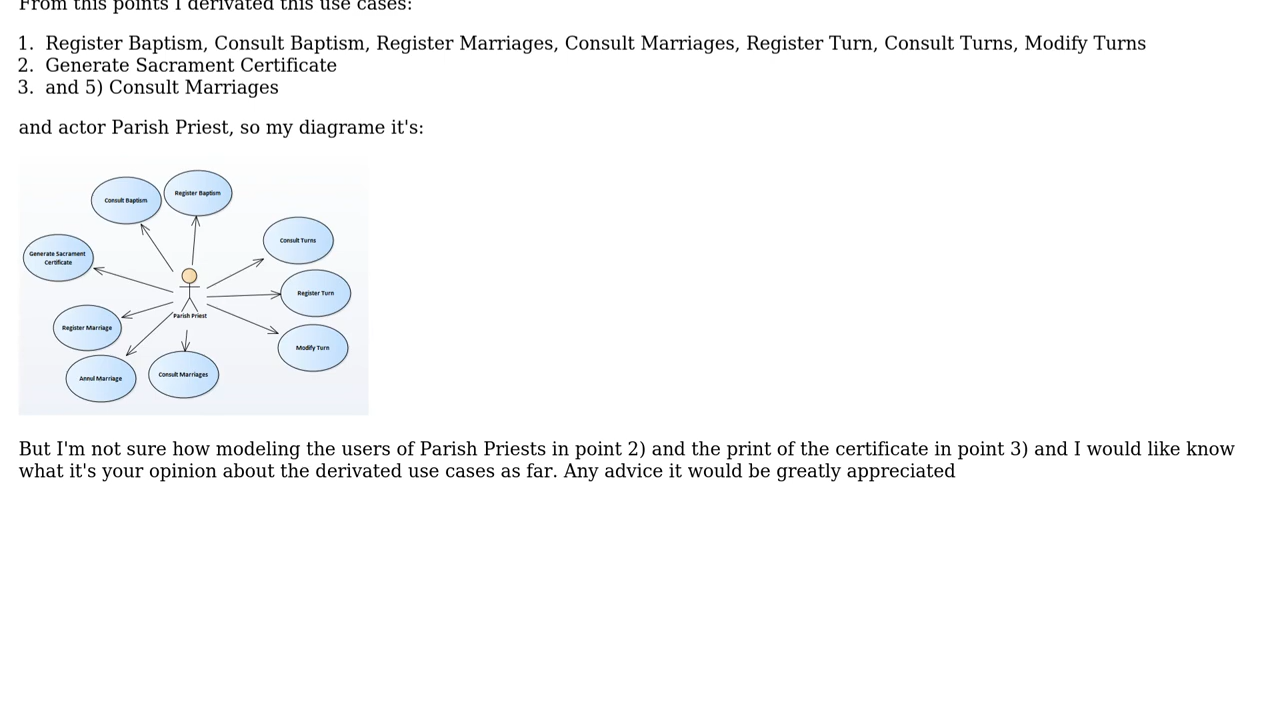 From this points I derivated this use cases:
1. Register Baptism, Consult Baptism, Register Marriages, Consult Marriages, Register Turn, Consult Turns, Modify Turns
2. Generate Sacrament Certificate
3. and 5) Consult Marriages
and actor Parish Priest, so my diagrame it's:
Register Baptism
Consult Baptism
Consult Turns
Generate Sacrament
Certificate
Register Turn
Parish Priest
Register Marriage
Modify Turn
Annul Marriage
Consult Marriages
But I'm not sure how modeling the users of Parish Priests in point 2) and the print of the certificate in point 3) and I would like know
what it's your opinion about the derivated use cases as far. Any advice it would be greatly appreciated